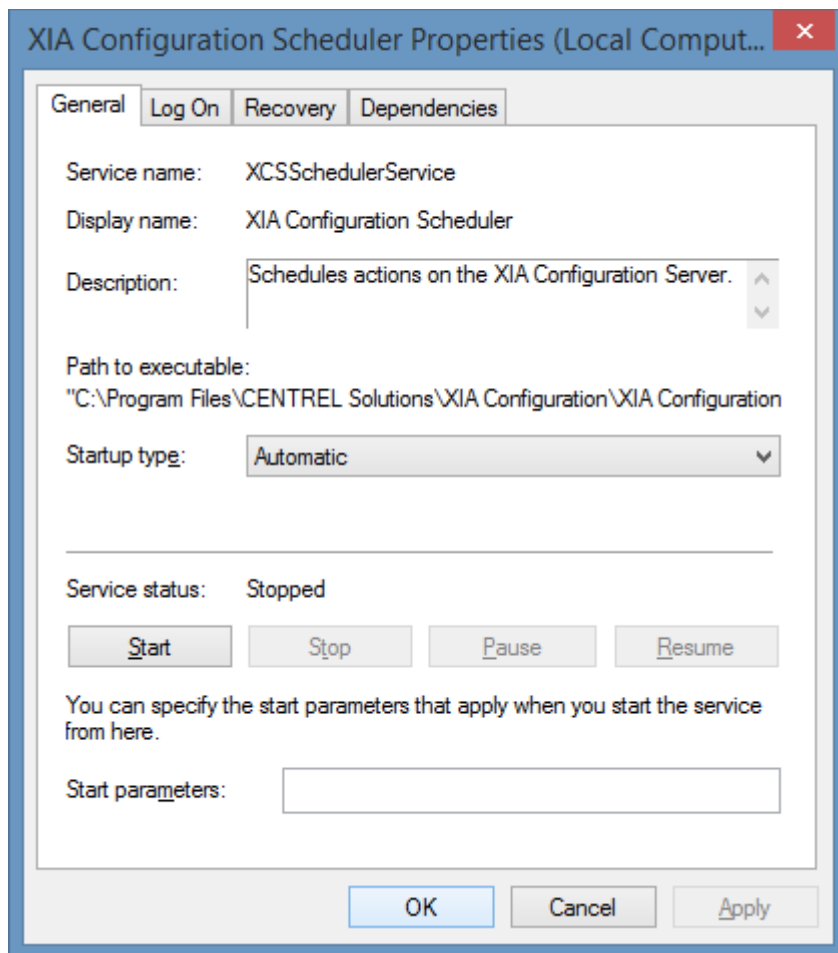 XIA Configuration Scheduler Properties (Local Comput...
General Log On Recovery Dependencies
Service name: XCSSchedulerService
Display name: XIA Configuration Scheduler
Description: Schedules actions on the XIA Configuration Server.
Path to executable:
"C:\Program Files\CENTREL Solutions\XIA Configuration\XIA Configuration
Startup type: Automatic
Service status: Stopped
Start Stop Pause Resume
You can specify the start parameters that apply when you start the service
from here.
Start parameters:
OK Cancel Apply